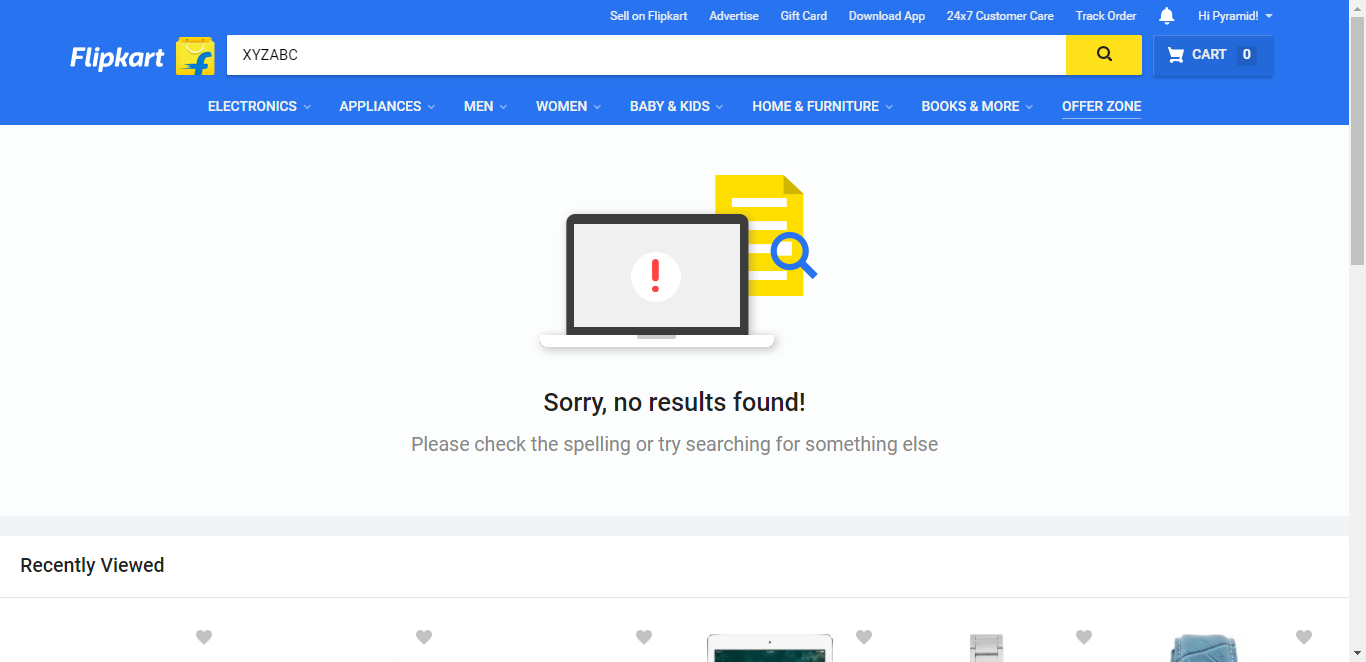 Sell on Flipkart Advertise Gift Card Download App 24x7 Customer Care Track Order Hi Pyramid!
Flipkart XYZABC CART 0
ELECTRONICS APPLIANCES MEN WOMEN BABY & KIDS HOME & FURNITURE BOOKS & MORE OFFER ZONE
Sorry, no results found!
Please check the spelling or try searching for something else
Recently Viewed